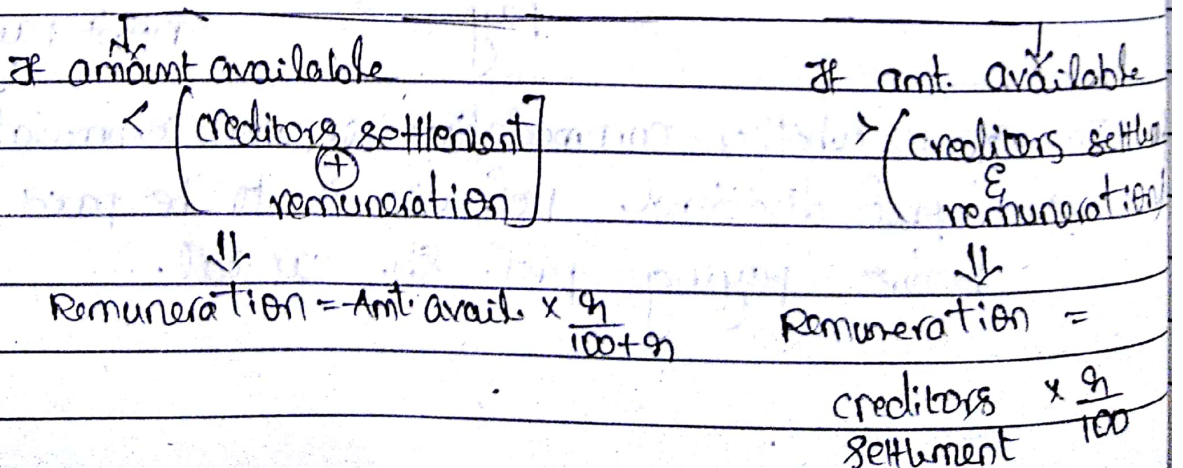 If amount available
< [creditors settlement
+
remuneration]
⇓
Remuneration = Amt. avail. × r/100+r
If amt. available
> (creditors settlem
&
remuneration
⇓
Remuneration =
creditors settlement × r/100